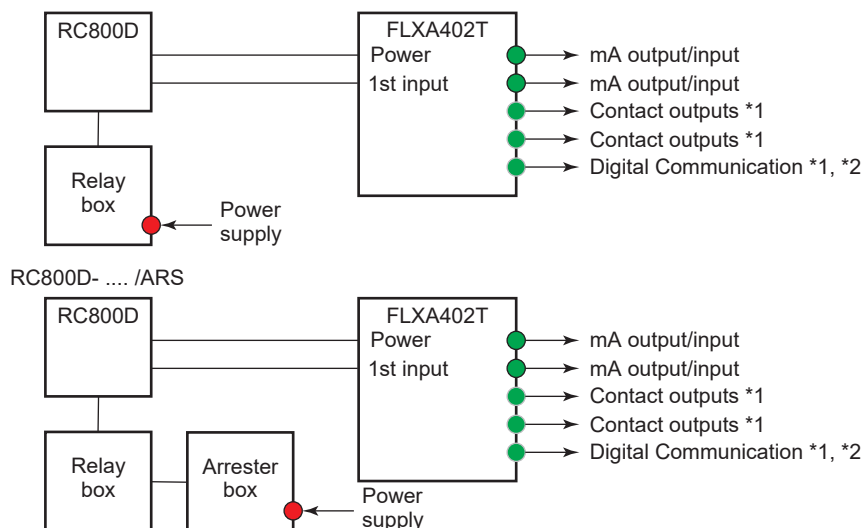 RC800D
FLXA402T
Power
1st input
mA output/input
mA output/input
Contact outputs *1
Contact outputs *1
Digital Communication *1, *2
Relay
box
Power
supply
RC800D- .... /ARS
RC800D
FLXA402T
Power
1st input
mA output/input
mA output/input
Contact outputs *1
Contact outputs *1
Digital Communication *1, *2
Relay
box
Arrester
box
Power
supply